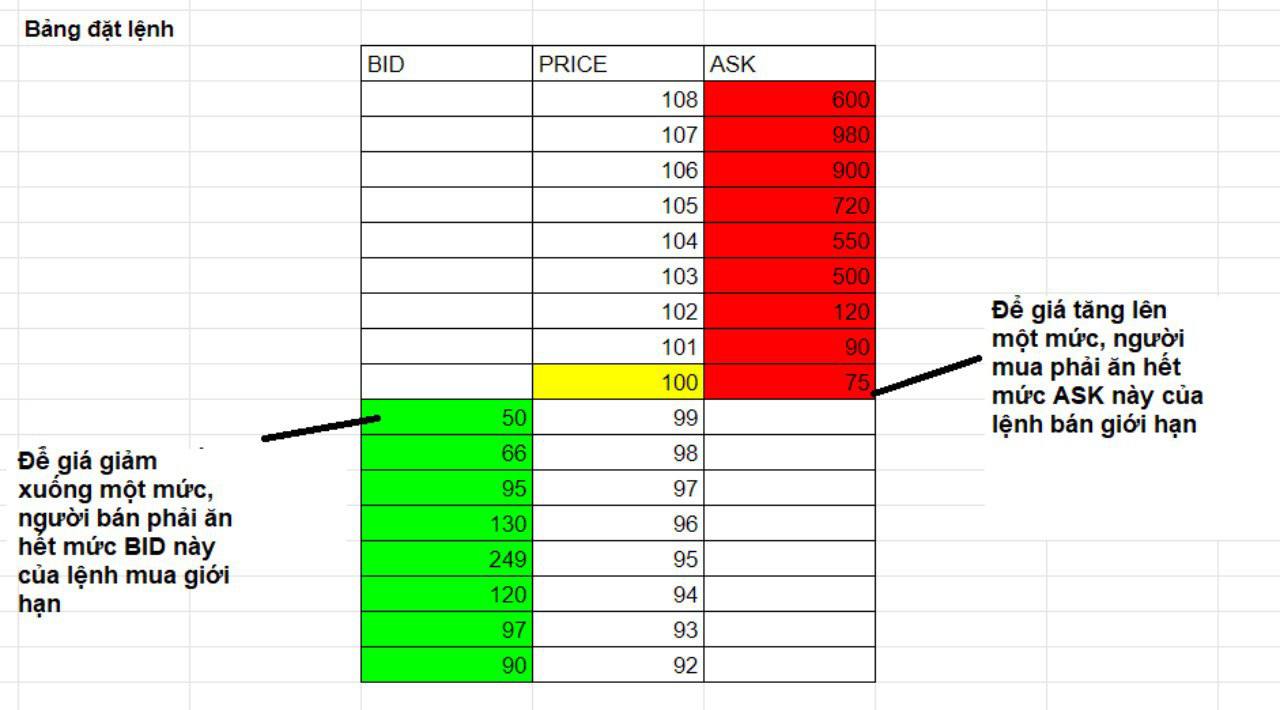 Bảng đặt lệnh
BID PRICE ASK
108 600
107 980
106 900
105 720
104 550
103 500
102 120
101 90
100 75
50 99
66 98
95 97
130 96
249 95
120 94
97 93
90 92
Để giá tăng lên
một mức, người
mua phải ăn hết
mức ASK này của
lệnh bán giới hạn
Để giá giảm
xuống một mức,
người bán phải ăn
hết mức BID này
của lệnh mua giới
hạn